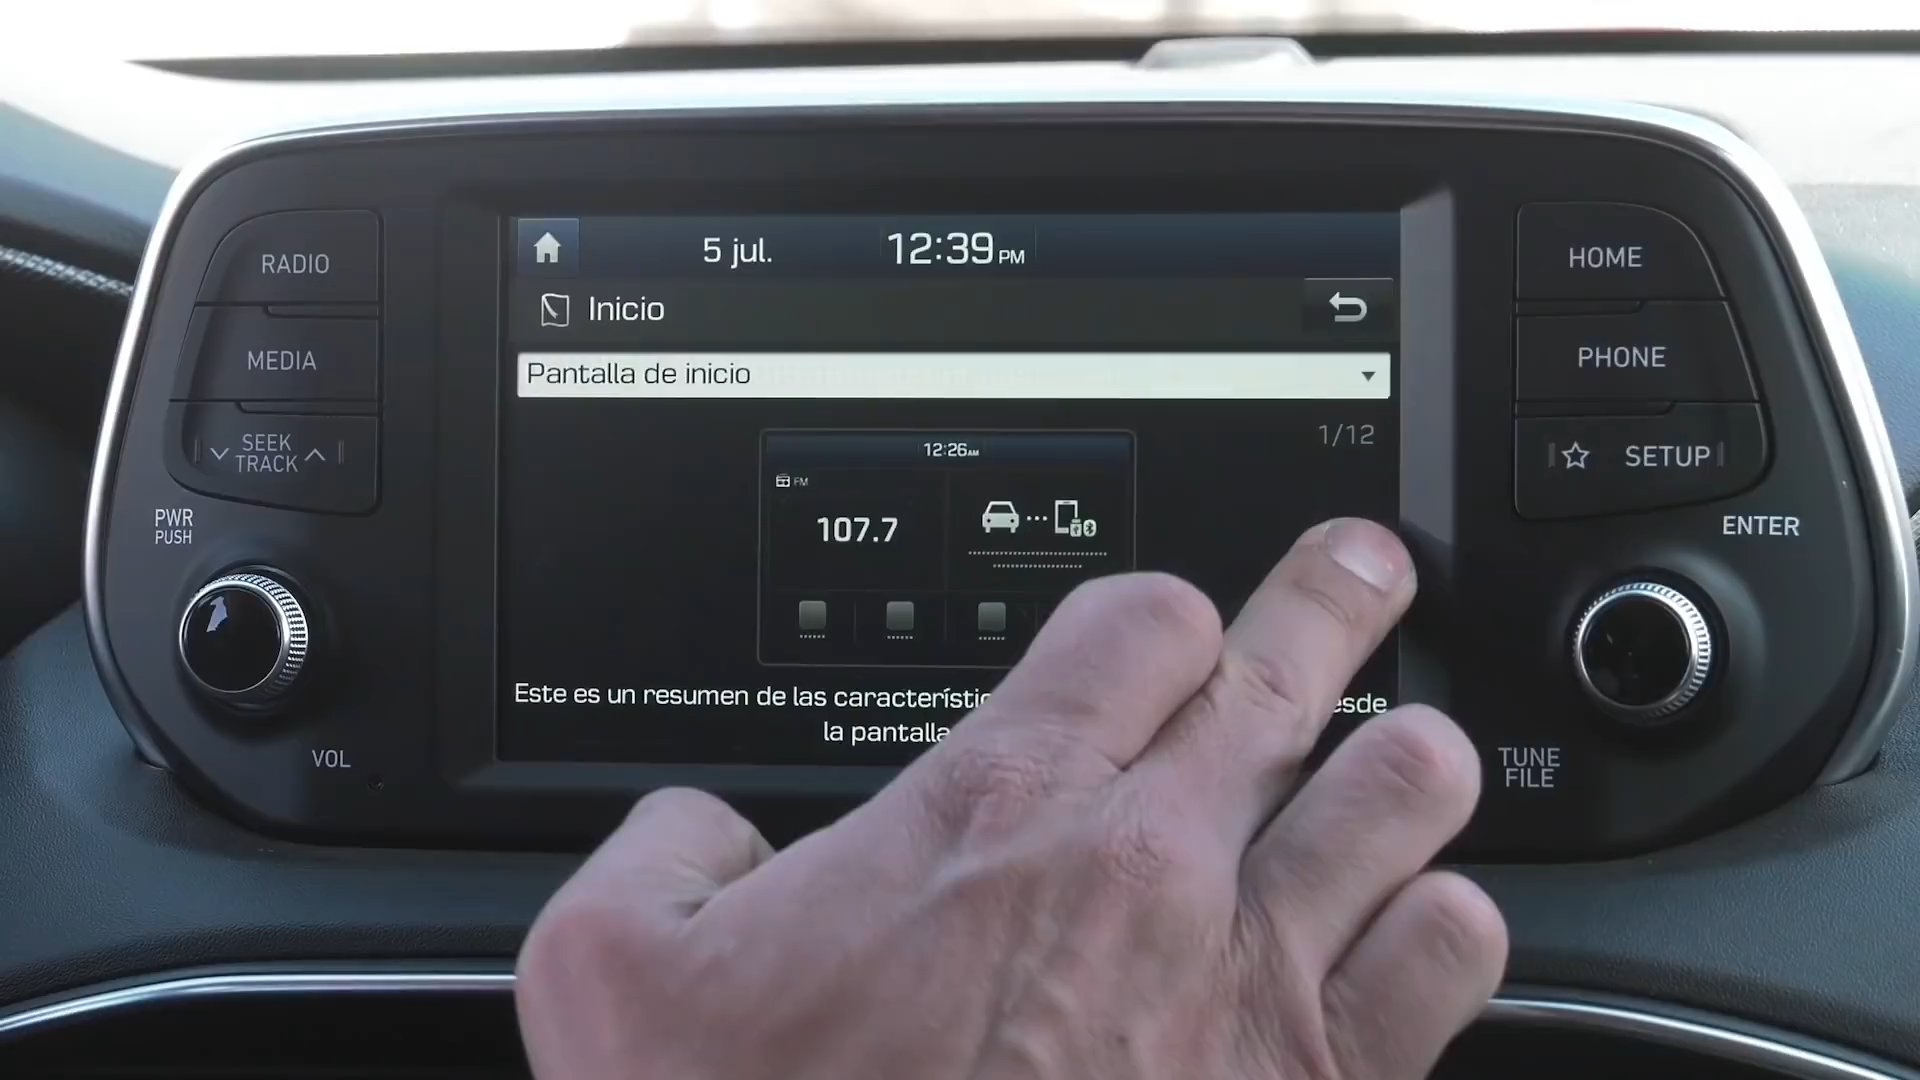 RADIO
MEDIA
SEEK
TRACK
PWR
PUSH
VOL
5 jul. 12:39 PM
Inicio
Pantalla de inicio
1/12
12:26 AM
FM
107.7
Este es un resumen de las
la pantalla
HOME
PHONE
SETUP
ENTER
TUNE
FILE